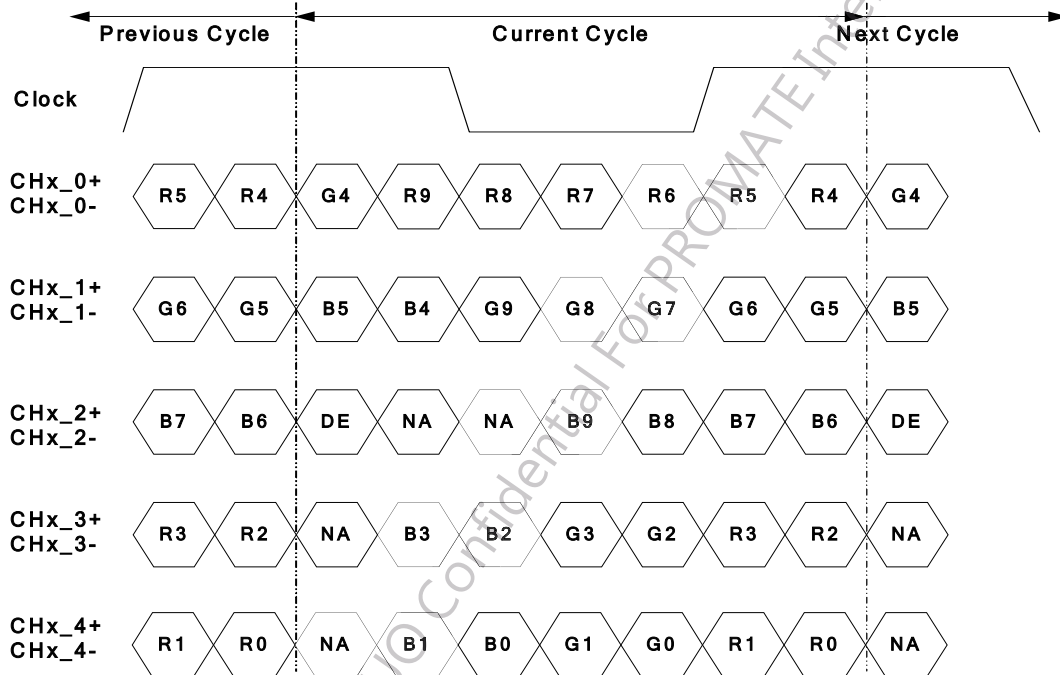 Previous Cycle Current Cycle Next Cycle
Clock
CHx_0+
CHx_0-
R5 R4 G4 R9 R8 R7 R6 R5 R4 G4
CHx_1+
CHx_1-
G6 G5 B5 B4 G9 G8 G7 G6 G5 B5
CHx_2+
CHx_2-
B7 B6 DE NA NA B9 B8 B7 B6 DE
CHx_3+
CHx_3-
R3 R2 NA B3 B2 G3 G2 R3 R2 NA
CHx_4+
CHx_4-
R1 R0 NA B1 B0 G1 G0 R1 R0 NA
Confidential For PROMATE